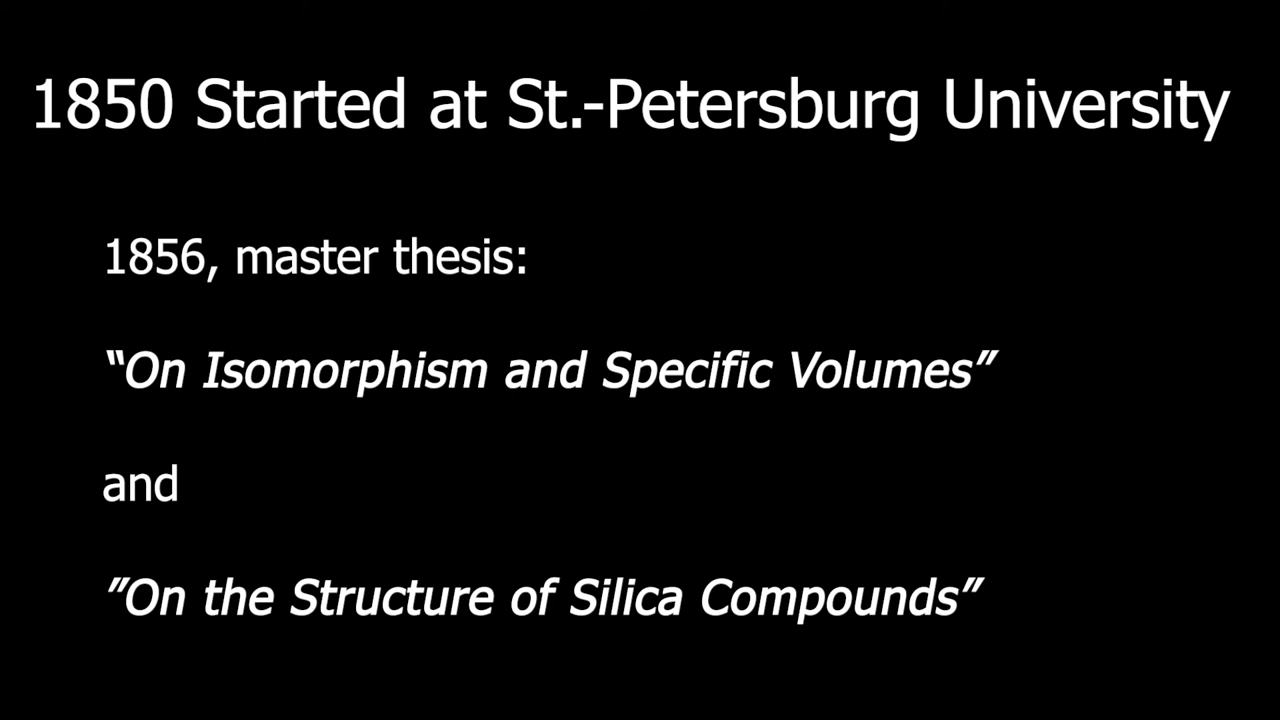 1850 Started at St.-Petersburg University
1856, master thesis:
“On Isomorphism and Specific Volumes”
and
”On the Structure of Silica Compounds”